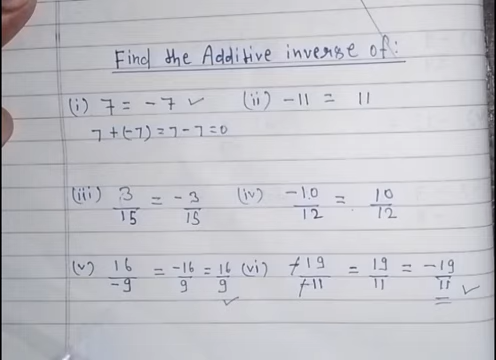 Find the Additive inverse of:
(i) 7 = -7 ✓ (ii) -11 = 11
7+(-7) = 7-7=0
(iii) 3/15 = -3/15 (iv) -10/12 = 10/12
(v) 16/-9 = -16/9 = 16/9 ✓ (vi) -19/-11 = 19/11 = -19/11 ✓